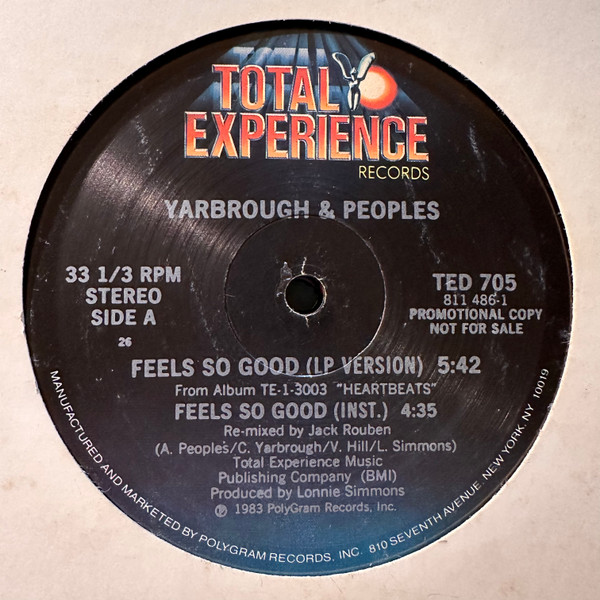 TOTAL
EXPERIENCE
RECORDS
YARBROUGH & PEOPLES
33 1/3 RPM
STEREO
SIDE A
26
TED 705
811 486-1
PROMOTIONAL COPY
NOT FOR SALE
FEELS SO GOOD (LP VERSION) 5:42
From Album TE-1-3003 "HEARTBEATS"
FEELS SO GOOD (INST.) 4:35
Re-mixed by Jack Rouben
(A. Peoples/C. Yarbrough/V. Hill/L. Simmons)
Total Experience Music
Publishing Company (BMI)
Produced by Lonnie Simmons
℗ 1983 PolyGram Records, Inc.
MANUFACTURED AND MARKETED BY POLYGRAM RECORDS, INC. 810 SEVENTH AVENUE, NEW YORK, NY 10019